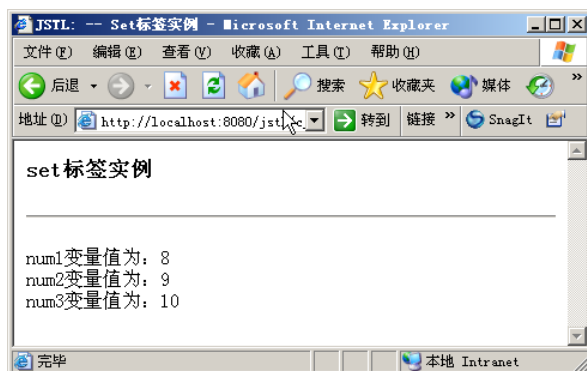 JSTL: -- Set标签实例 - Microsoft Internet Explorer
文件(F) 编辑(E) 查看(V) 收藏(A) 工具(T) 帮助(H)
后退 搜索 收藏夹 媒体 »
地址(D) http://localhost:8080/jst 转到 链接 » SnagIt
set标签实例
num1变量值为: 8
num2变量值为: 9
num3变量值为: 10
完毕 本地 Intranet